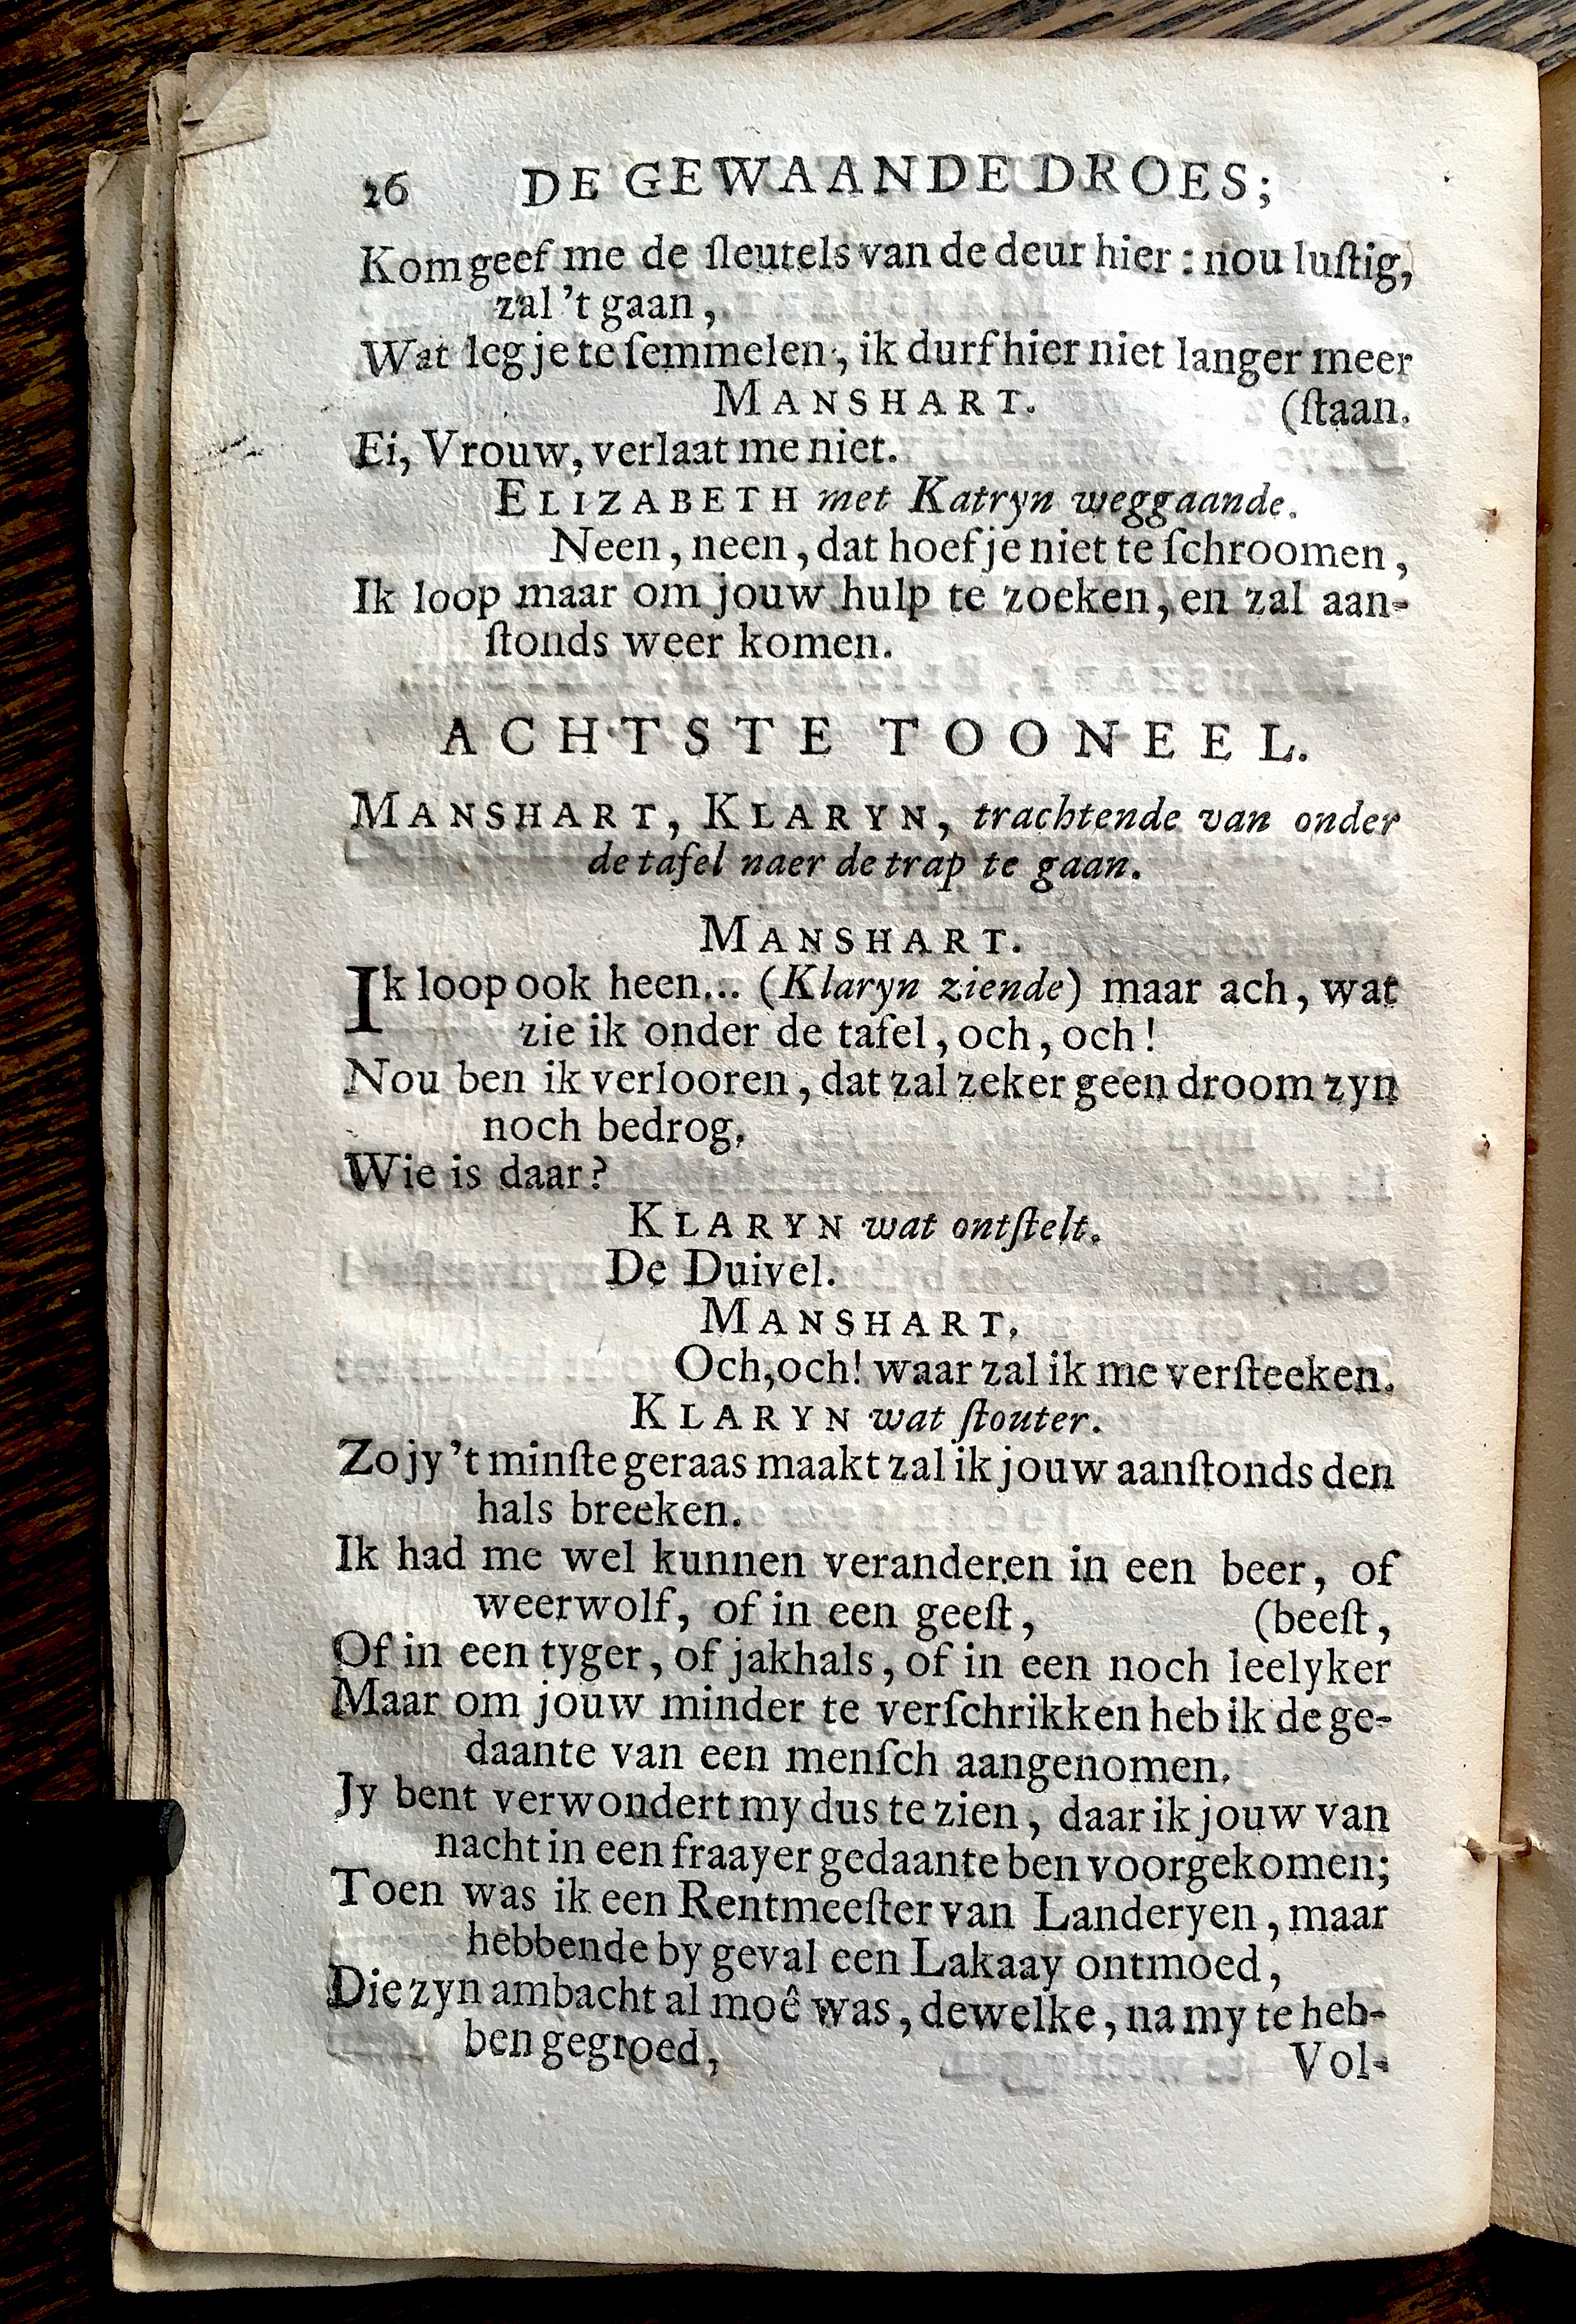 26 DE GEWAANDE DROES;
Kom geef me de ſleutels van de deur hier : nou luſtig,
zal 't gaan,
Wat leg je te ſemmelen, ik durf hier niet langer meer
MANSHART. (ſtaan.
Ei, Vrouw, verlaat me niet.
ELIZABETH met Katryn weggaande.
Neen, neen, dat hoef je niet te ſchroomen,
Ik loop maar om jouw hulp te zoeken, en zal aan-
ſtonds weer komen.
ACHTSTE TOONEEL.
MANSHART, KLARYN, trachtende van onder
de tafel naer de trap te gaan.
MANSHART.
Ik loop ook heen... (Klaryn ziende) maar ach, wat
zie ik onder de tafel, och, och!
Nou ben ik verlooren, dat zal zeker geen droom zyn
noch bedrog,
Wie is daar?
KLARYN wat ontſtelt.
De Duivel.
MANSHART.
Och, och! waar zal ik me verſteeken.
KLARYN wat ſtouter.
Zo jy 't minſte geraas maakt zal ik jouw aanſtonds den
hals breeken.
Ik had me wel kunnen veranderen in een beer, of
weerwolf, of in een geeſt, (beeſt,
Of in een tyger, of jakhals, of in een noch leelyker
Maar om jouw minder te verſchrikken heb ik de ge-
daante van een menſch aangenomen.
Jy bent verwondert my dus te zien, daar ik jouw van
nacht in een fraayer gedaante ben voorgekomen;
Toen was ik een Rentmeeſter van Landeryen, maar
hebbende by geval een Lakaay ontmoed,
Die zyn ambacht al moê was, dewelke, na my te heb-
ben gegroed,
Vol-